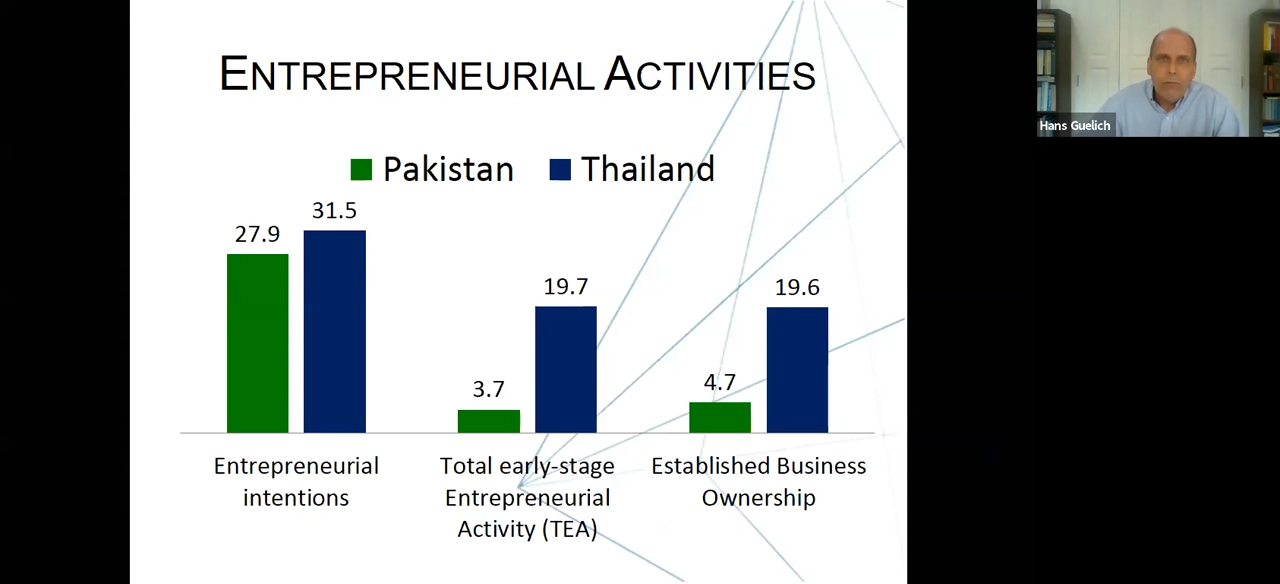 ENTREPRENEURIAL ACTIVITIES
Pakistan Thailand
27.9 31.5
3.7 19.7
4.7 19.6
Entrepreneurial
intentions
Total early-stage
Entrepreneurial
Activity (TEA)
Established Business
Ownership
Hans Guelich